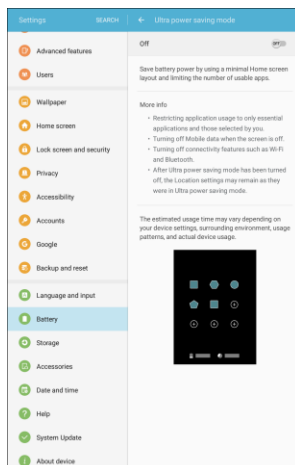 Settings
SEARCH
Ultra power saving mode
Advanced features
Users
Wallpaper
Home screen
Lock screen and security
Privacy
Accessibility
Accounts
Google
Backup and reset
Language and input
Battery
Storage
Accessories
Date and time
Help
System Update
About device
Off
OFF
Save battery power by using a minimal Home screen
layout and limiting the number of usable apps.
More info
• Restricting application usage to only essential
applications and those selected by you.
• Turning off Mobile data when the screen is off.
• Turning off connectivity features such as Wi-Fi
and Bluetooth.
• After Ultra power saving mode has been turned
off, the Location settings may remain as they
were in Ultra power saving mode.
The estimated usage time may vary depending on
your device settings, surrounding environment, usage
patterns, and actual device usage.